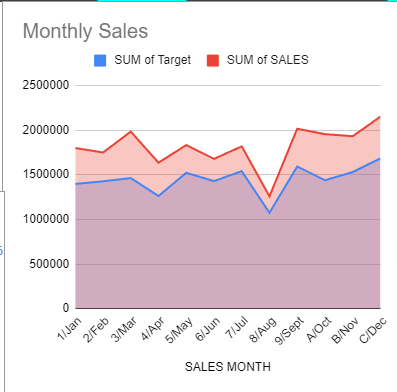 Monthly Sales
SUM of Target SUM of SALES
2500000
2000000
1500000
1000000
500000
0
1/Jan 2/Feb 3/Mar 4/Apr 5/May 6/Jun 7/Jul 8/Aug 9/Sept A/Oct B/Nov C/Dec
SALES MONTH